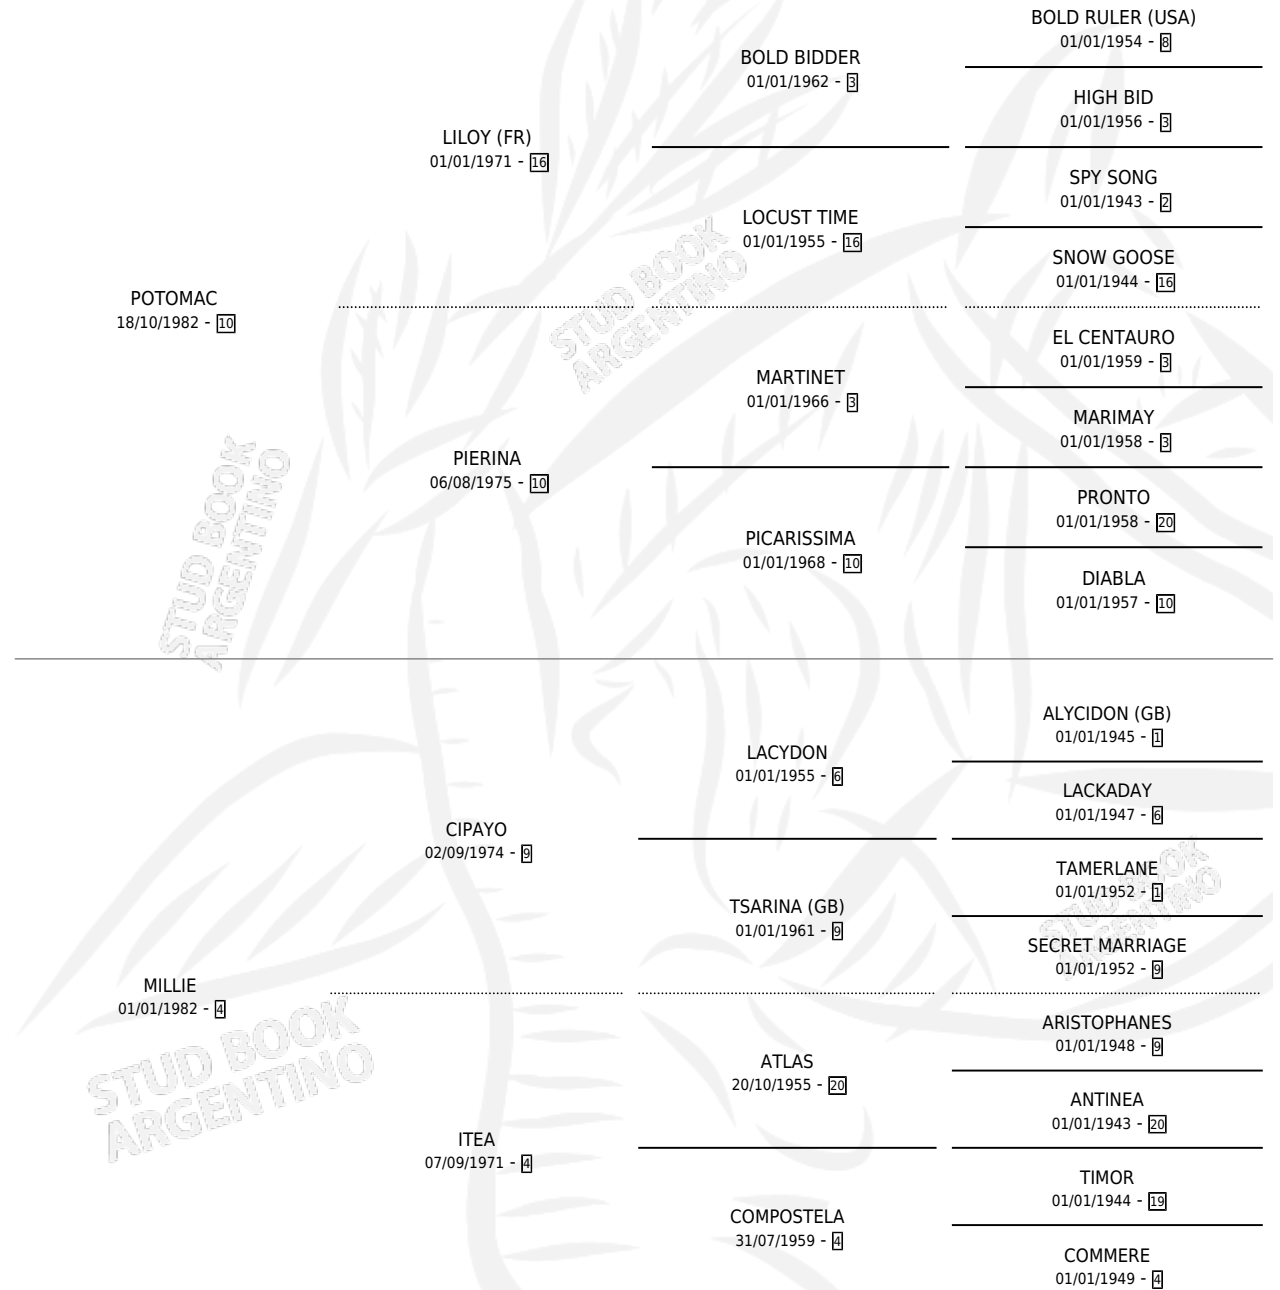 BOLD RULER (USA)
01/01/1954 - 8
BOLD BIDDER
01/01/1962 - 3
HIGH BID
01/01/1956 - 3
LILOY (FR)
01/01/1971 - 16
SPY SONG
01/01/1943 - 2
LOCUST TIME
01/01/1955 - 16
SNOW GOOSE
01/01/1944 - 16
POTOMAC
18/10/1982 - 10
EL CENTAURO
01/01/1959 - 3
MARTINET
01/01/1966 - 3
MARIMAY
01/01/1958 - 3
PIERINA
06/08/1975 - 10
PRONTO
01/01/1958 - 20
PICARISSIMA
01/01/1968 - 10
DIABLA
01/01/1957 - 10
STUD BOOK
ARGENTINO
STUD BOOK
ARGENTINO
ALYCIDON (GB)
01/01/1945 - 1
LACYDON
01/01/1955 - 6
LACKADAY
01/01/1947 - 6
CIPAYO
02/09/1974 - 9
TAMERLANE
01/01/1952 - 1
TSARINA (GB)
01/01/1961 - 9
SECRET MARRIAGE
01/01/1952 - 9
MILLIE
01/01/1982 - 4
ARISTOPHANES
01/01/1948 - 9
ATLAS
20/10/1955 - 20
ANTINEA
01/01/1943 - 20
ITEA
07/09/1971 - 4
TIMOR
01/01/1944 - 19
COMPOSTELA
31/07/1959 - 4
COMMERE
01/01/1949 - 4
STUD BOOK
ARGENTINO
STUD BOOK
ARGENTINO